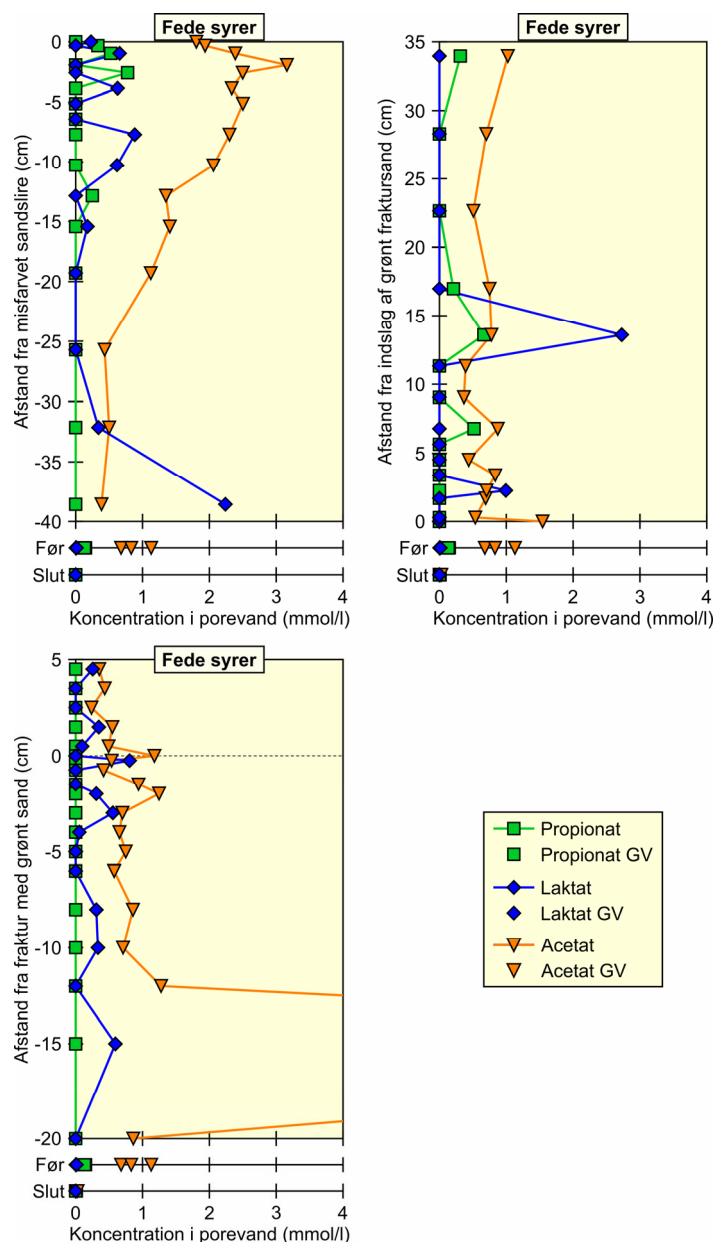 Fede syrer
Afstand fra misfarvet sandslire (cm)
0
-5
-10
-15
-20
-25
-30
-35
-40
Før
Slut
0 1 2 3 4
Koncentration i porevand (mmol/l)
Fede syrer
Afstand fra indslag af grønt fraktursand (cm)
35
30
25
20
15
10
5
0
Før
Slut
0 1 2 3 4
Koncentration i porevand (mmol/l)
Fede syrer
Afstand fra fraktur med grønt sand (cm)
5
0
-5
-10
-15
-20
Før
Slut
0 1 2 3 4
Koncentration i porevand (mmol/l)
Propionat
Propionat GV
Laktat
Laktat GV
Acetat
Acetat GV